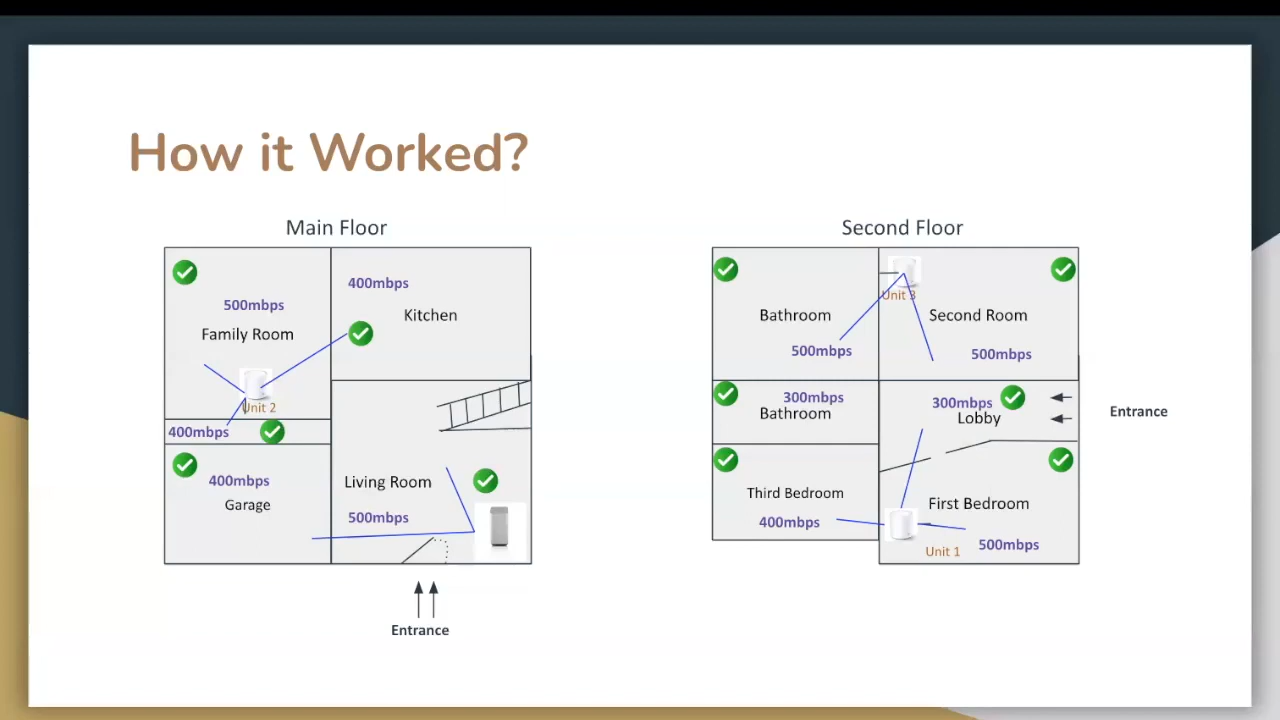 How it Worked?
Main Floor
500mbps
Family Room
Unit 2
400mbps
Kitchen
400mbps
400mbps
Garage
Living Room
500mbps
Entrance
Second Floor
Bathroom
500mbps
Unit 3
Second Room
500mbps
300mbps
Bathroom
300mbps
Lobby
Entrance
Third Bedroom
400mbps
First Bedroom
Unit 1
500mbps